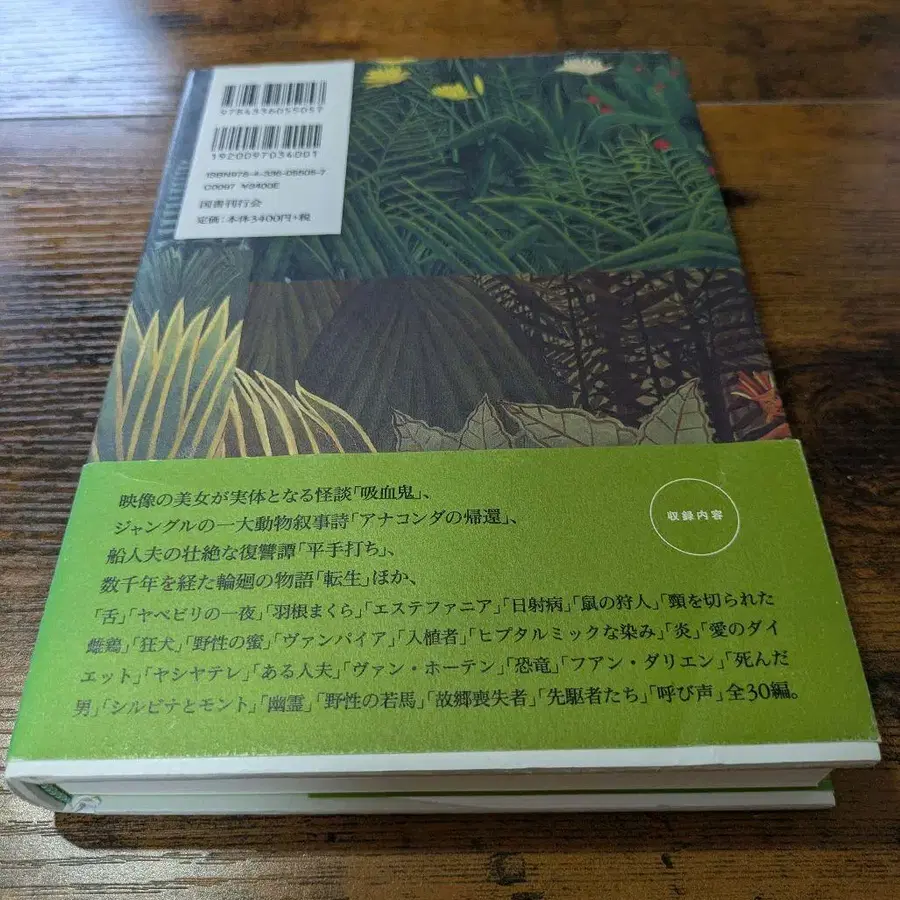 9784336055057
1920097034001
ISBN978-4-336-05505-7
C0097 ¥3400E
国書刊行会
定価:本体3400円+税
収録内容
映像の美女が実体となる怪談「吸血鬼」、
ジャングルの一大動物叙事詩「アナコンダの帰還」、
船人夫の壮絶な復讐譚「平手打ち」、
数千年を経た輪廻の物語「転生」ほか、
「舌」「ヤベビリの一夜」「羽根まくら」「エステファニア」「日射病」「鼠の狩人」「頸を切られた
雌鶏」「狂犬」「野性の蜜」「ヴァンパイア」「入植者」「ヒプタルミックな染み」「炎」「愛のダイ
エット」「ヤシヤテレ」「ある人夫」「ヴァン・ホーテン」「恐竜」「フアン・ダリエン」「死んだ
男」「シルビナとモント」「幽霊」「野性の若馬」「故郷喪失者」「先駆者たち」「呼び声」全30編。